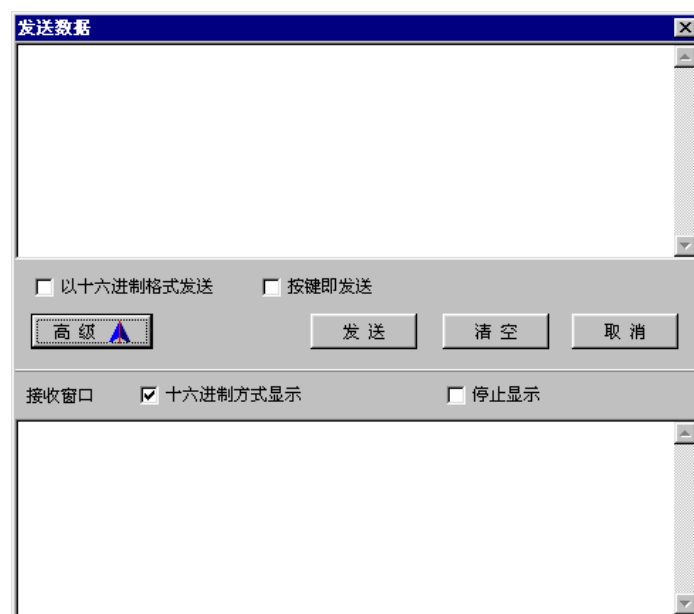 发送数据
以十六进制格式发送 按键即发送
高级 发送 清空 取消
接收窗口 十六进制方式显示 停止显示